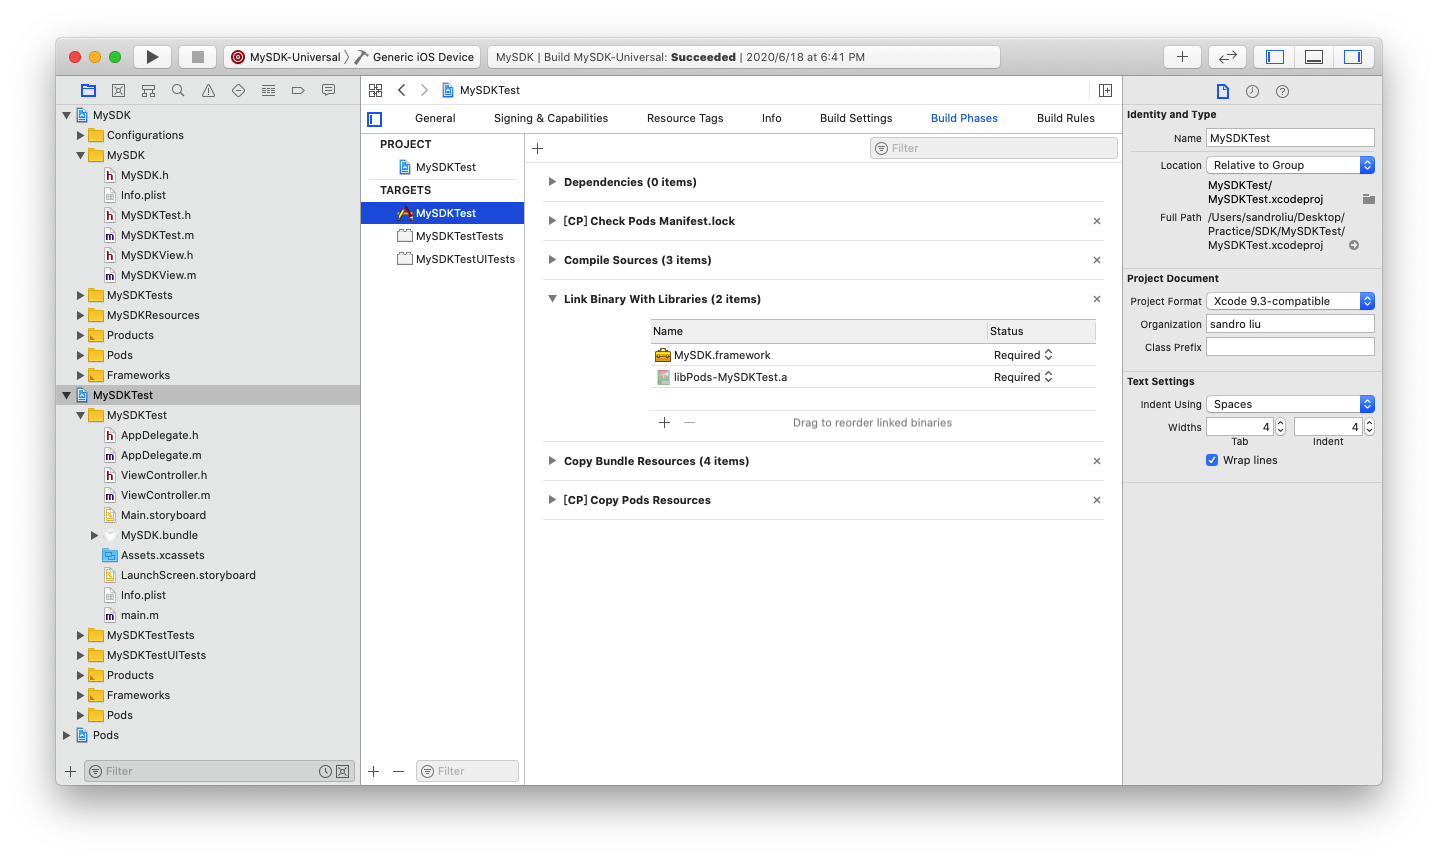 MySDK-Universal
Generic iOS Device
MySDK | Build MySDK-Universal: Succeeded | 2020/6/18 at 6:41 PM
MySDK
Configurations
MySDK
MySDK.h
Info.plist
MySDKTest.h
MySDKTest.m
MySDKView.h
MySDKView.m
MySDKTests
MySDKResources
Products
Pods
Frameworks
MySDKTest
MySDKTest
AppDelegate.h
AppDelegate.m
ViewController.h
ViewController.m
Main.storyboard
MySDK.bundle
Assets.xcassets
LaunchScreen.storyboard
Info.plist
main.m
MySDKTestTests
MySDKTestUITests
Products
Frameworks
Pods
Pods
Filter
MySDKTest
General
Signing & Capabilities
Resource Tags
Info
Build Settings
Build Phases
Build Rules
PROJECT
MySDKTest
TARGETS
MySDKTest
MySDKTestTests
MySDKTestUITests
Filter
Filter
Dependencies (0 items)
[CP] Check Pods Manifest.lock
Compile Sources (3 items)
Link Binary With Libraries (2 items)
Name Status
MySDK.framework Required
libPods-MySDKTest.a Required
Drag to reorder linked binaries
Copy Bundle Resources (4 items)
[CP] Copy Pods Resources
Identity and Type
Name MySDKTest
Location Relative to Group
MySDKTest/
MySDKTest.xcodeproj
Full Path /Users/sandroliu/Desktop/
Practice/SDK/MySDKTest/
MySDKTest.xcodeproj
Project Document
Project Format Xcode 9.3-compatible
Organization sandro liu
Class Prefix
Text Settings
Indent Using Spaces
Widths 4 4
Tab Indent
Wrap lines